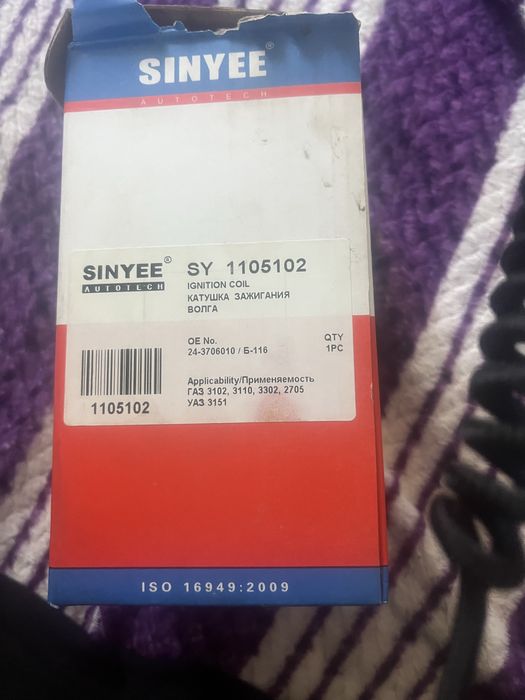 SINYEE
AUTOTECH
SINYEE®
AUTOTECH
SY 1105102
IGNITION COIL
КАТУШКА ЗАЖИГАНИЯ
ВОЛГА
OE No.
24-3706010 / Б-116
QTY
1PC
Applicability/Применяемость
ГАЗ 3102, 3110, 3302, 2705
УАЗ 3151
1105102
ISO 16949:2009